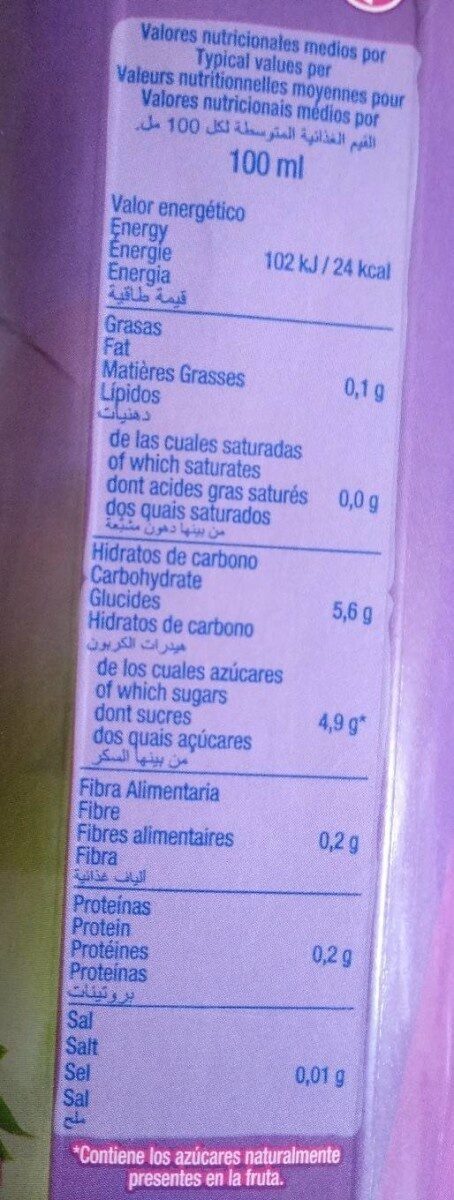 Valores nutricionales medios por
Typical values per
Valeurs nutritionnelles moyennes pour
Valores nutricionais médios por
القيم الغذائية المتوسطة لكل 100 مل.
100 ml
Valor energético
Energy
Énergie
Energia
قيمة طاقية
102 kJ / 24 kcal
Grasas
Fat
Matières Grasses
Lípidos
دهنيات
0,1 g
de las cuales saturadas
of which saturates
dont acides gras saturés
dos quais saturados
من بينها دهون مشبعة
0,0 g
Hidratos de carbono
Carbohydrate
Glucides
Hidratos de carbono
هيدرات الكربون
5,6 g
de los cuales azúcares
of which sugars
dont sucres
dos quais açúcares
من بينها السكر
4,9 g*
Fibra Alimentaria
Fibre
Fibres alimentaires
Fibra
ألياف غذائية
0,2 g
Proteínas
Protein
Protéines
Proteínas
بروتينات
0,2 g
Sal
Salt
Sel
Sal
ملح
0,01 g
*Contiene los azúcares naturalmente
presentes en la fruta.